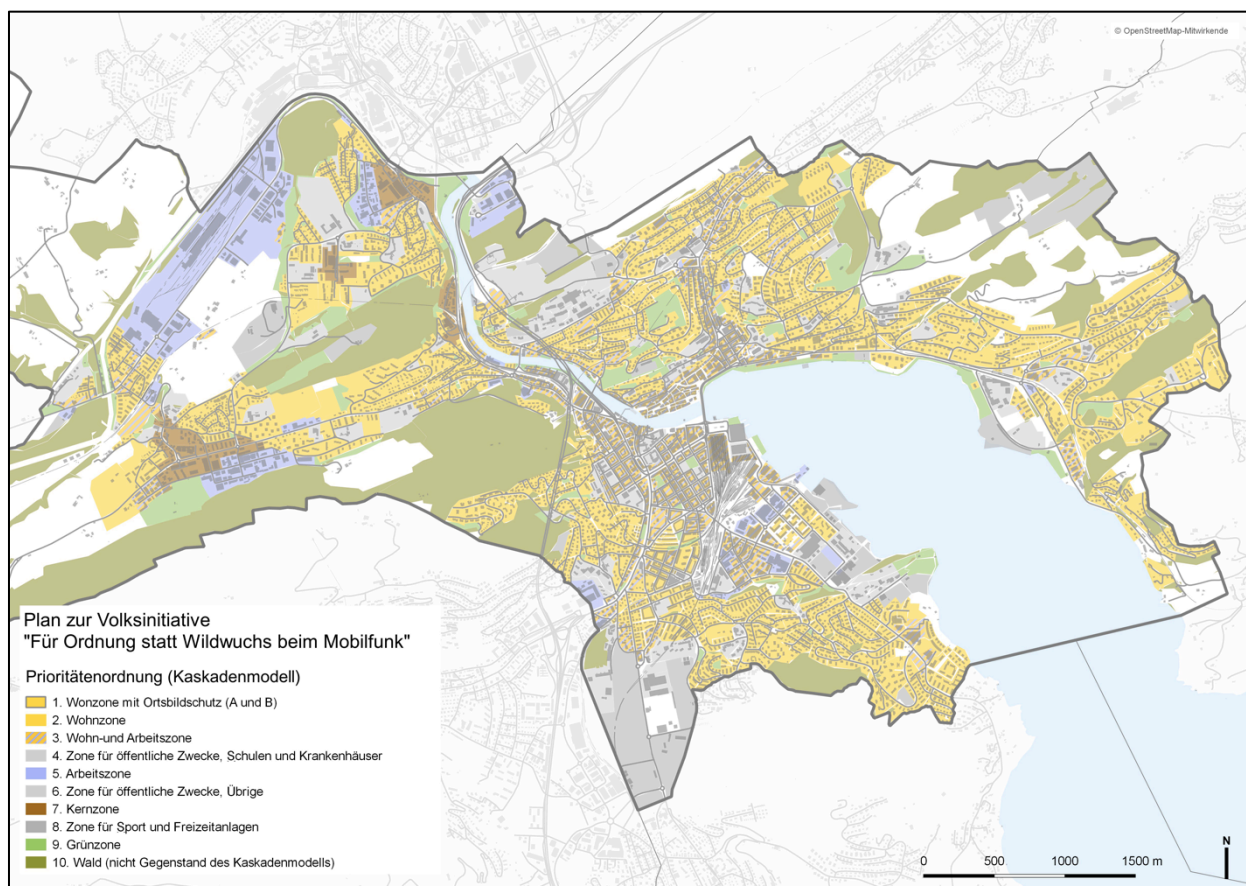 © OpenStreetMap-Mitwirkende
Plan zur Volksinitiative
"Für Ordnung statt Wildwuchs beim Mobilfunk"
Prioritätenordnung (Kaskadenmodell)
1. Wonzone mit Ortsbildschutz (A und B)
2. Wohnzone
3. Wohn-und Arbeitszone
4. Zone für öffentliche Zwecke, Schulen und Krankenhäuser
5. Arbeitszone
6. Zone für öffentliche Zwecke, Übrige
7. Kernzone
8. Zone für Sport und Freizeitanlagen
9. Grünzone
10. Wald (nicht Gegenstand des Kaskadenmodells)
0 500 1000 1500 m
N